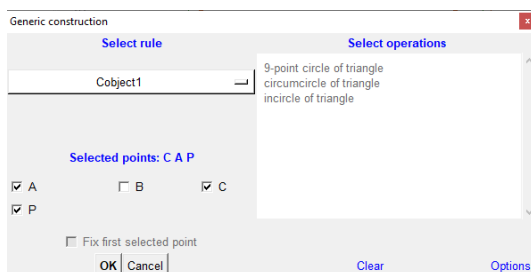 Generic construction
x
Select rule
Select operations
Cobject1
9-point circle of triangle
circumcircle of triangle
incircle of triangle
Selected points: C A P
A
B
C
P
Fix first selected point
OK
Cancel
Clear
Options